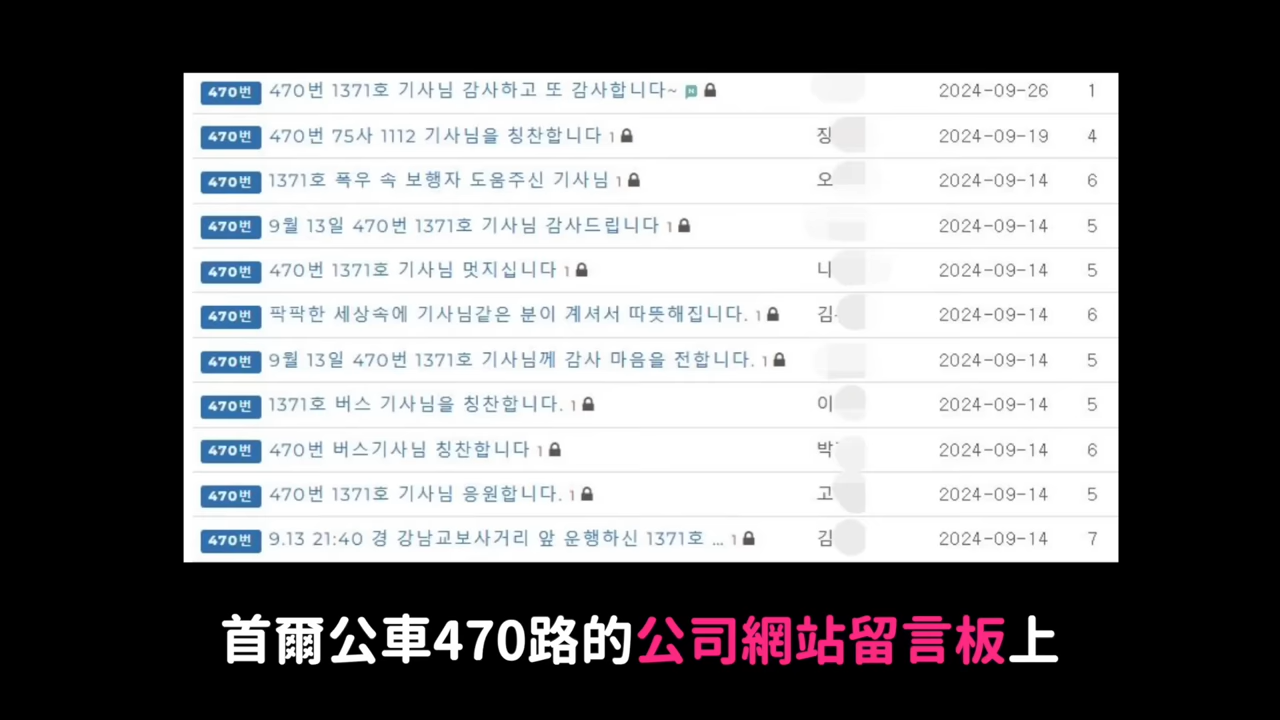 470번 470번 1371호 기사님 감사하고 또 감사합니다~ 2024-09-26 1
470번 470번 75사 1112 기사님을 칭찬합니다 1 징 2024-09-19 4
470번 1371호 폭우 속 보행자 도움주신 기사님 1 오 2024-09-14 6
470번 9월 13일 470번 1371호 기사님 감사드립니다 1 2024-09-14 5
470번 470번 1371호 기사님 멋지십니다 1 니 2024-09-14 5
470번 팍팍한 세상속에 기사님같은 분이 계셔서 따뜻해집니다. 1 김 2024-09-14 6
470번 9월 13일 470번 1371호 기사님께 감사 마음을 전합니다. 1 2024-09-14 5
470번 1371호 버스 기사님을 칭찬합니다. 1 이 2024-09-14 5
470번 470번 버스기사님 칭찬합니다 1 박 2024-09-14 6
470번 470번 1371호 기사님 응원합니다. 1 고 2024-09-14 5
470번 9.13 21:40 경 강남교보사거리 앞 운행하신 1371호 ... 1 김 2024-09-14 7
首爾公車470路的公司網站留言板上